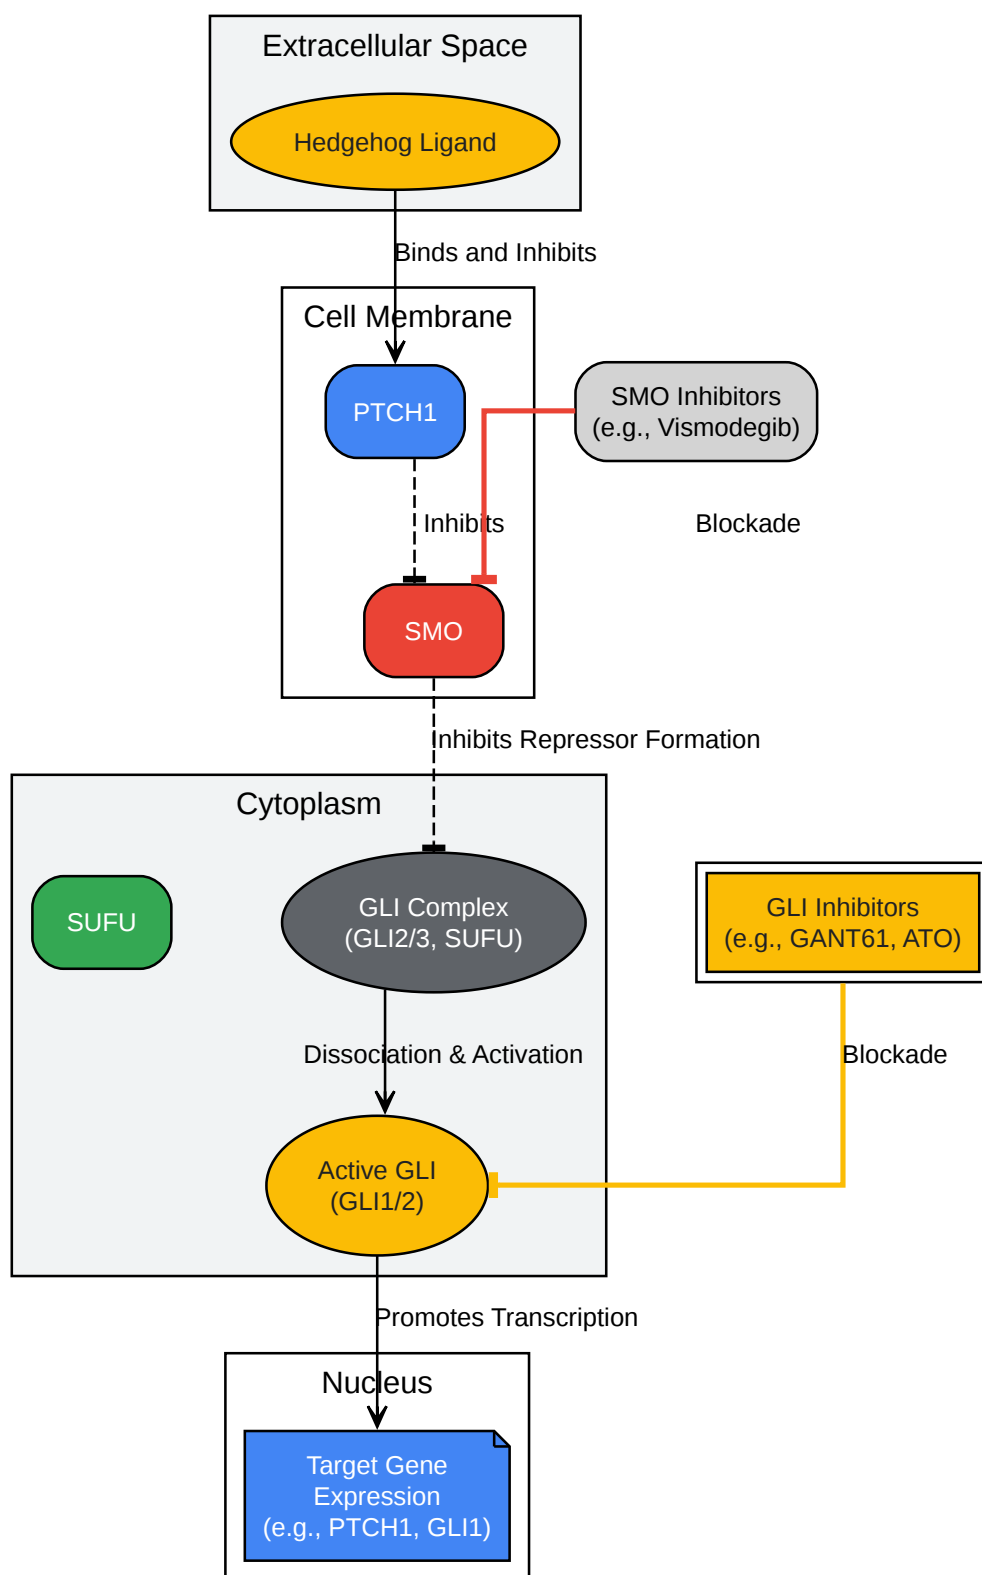 Extracellular Space
Hedgehog Ligand
Binds and Inhibits
Cell Membrane
PTCH1
SMO Inhibitors
(e.g., Vismodegib)
Inhibits
Blockade
SMO
Inhibits Repressor Formation
Cytoplasm
SUFU
GLI Complex
(GLI2/3, SUFU)
GLI Inhibitors
(e.g., GANT61, ATO)
Dissociation & Activation
Blockade
Active GLI
(GLI1/2)
Promotes Transcription
Nucleus
Target Gene
Expression
(e.g., PTCH1, GLI1)